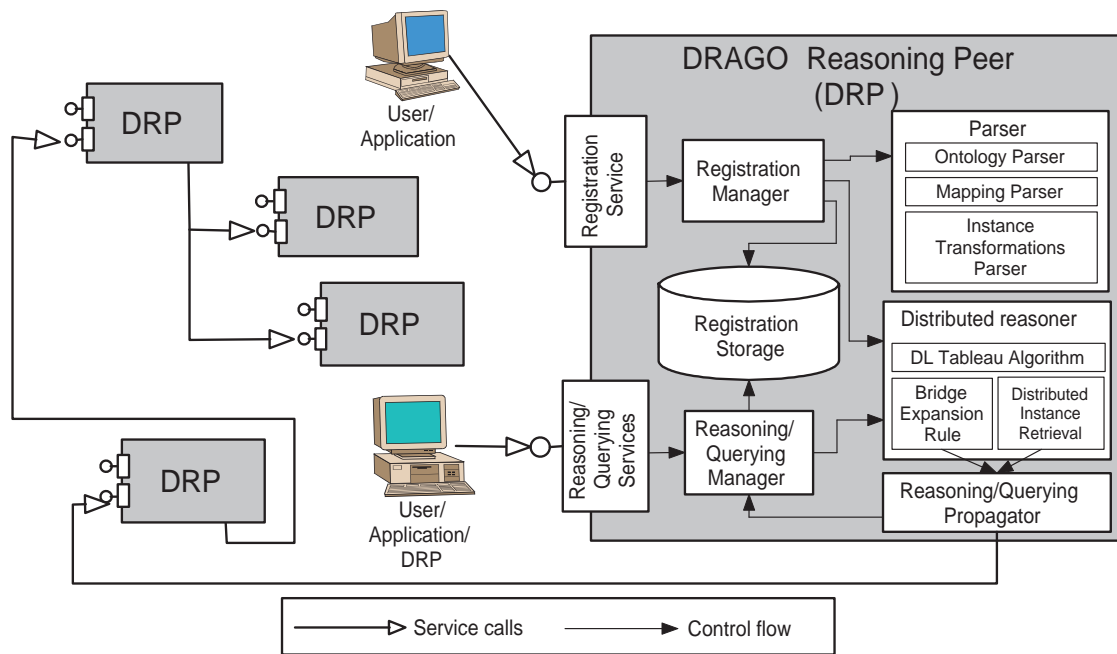 DRAGO Reasoning Peer
(DRP)
User/
Application
DRP
DRP
DRP
DRP
Registration
Service
Registration
Manager
Parser
Ontology Parser
Mapping Parser
Instance
Transformations
Parser
Registration
Storage
Distributed reasoner
DL Tableau Algorithm
Bridge
Expansion
Rule
Distributed
Instance
Retrieval
Reasoning/
Querying
Services
Reasoning/
Querying
Manager
Reasoning/Querying
Propagator
User/
Application/
DRP
Service calls
Control flow